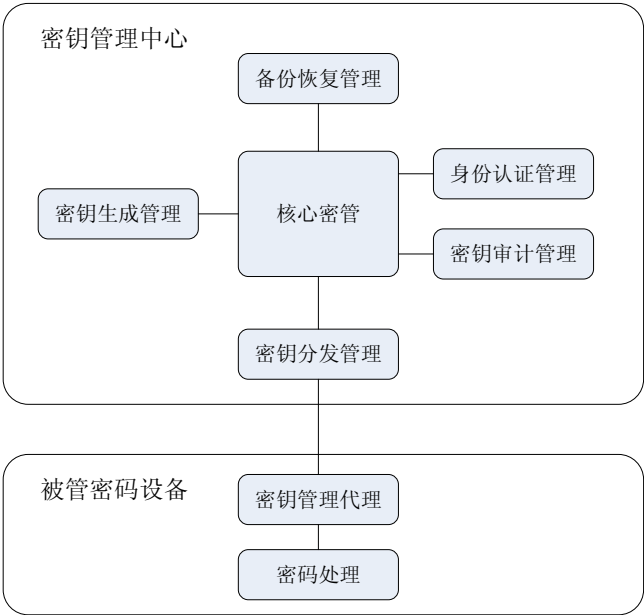 密钥管理中心
备份恢复管理
身份认证管理
密钥生成管理
核心密管
密钥审计管理
密钥分发管理
被管密码设备
密钥管理代理
密码处理